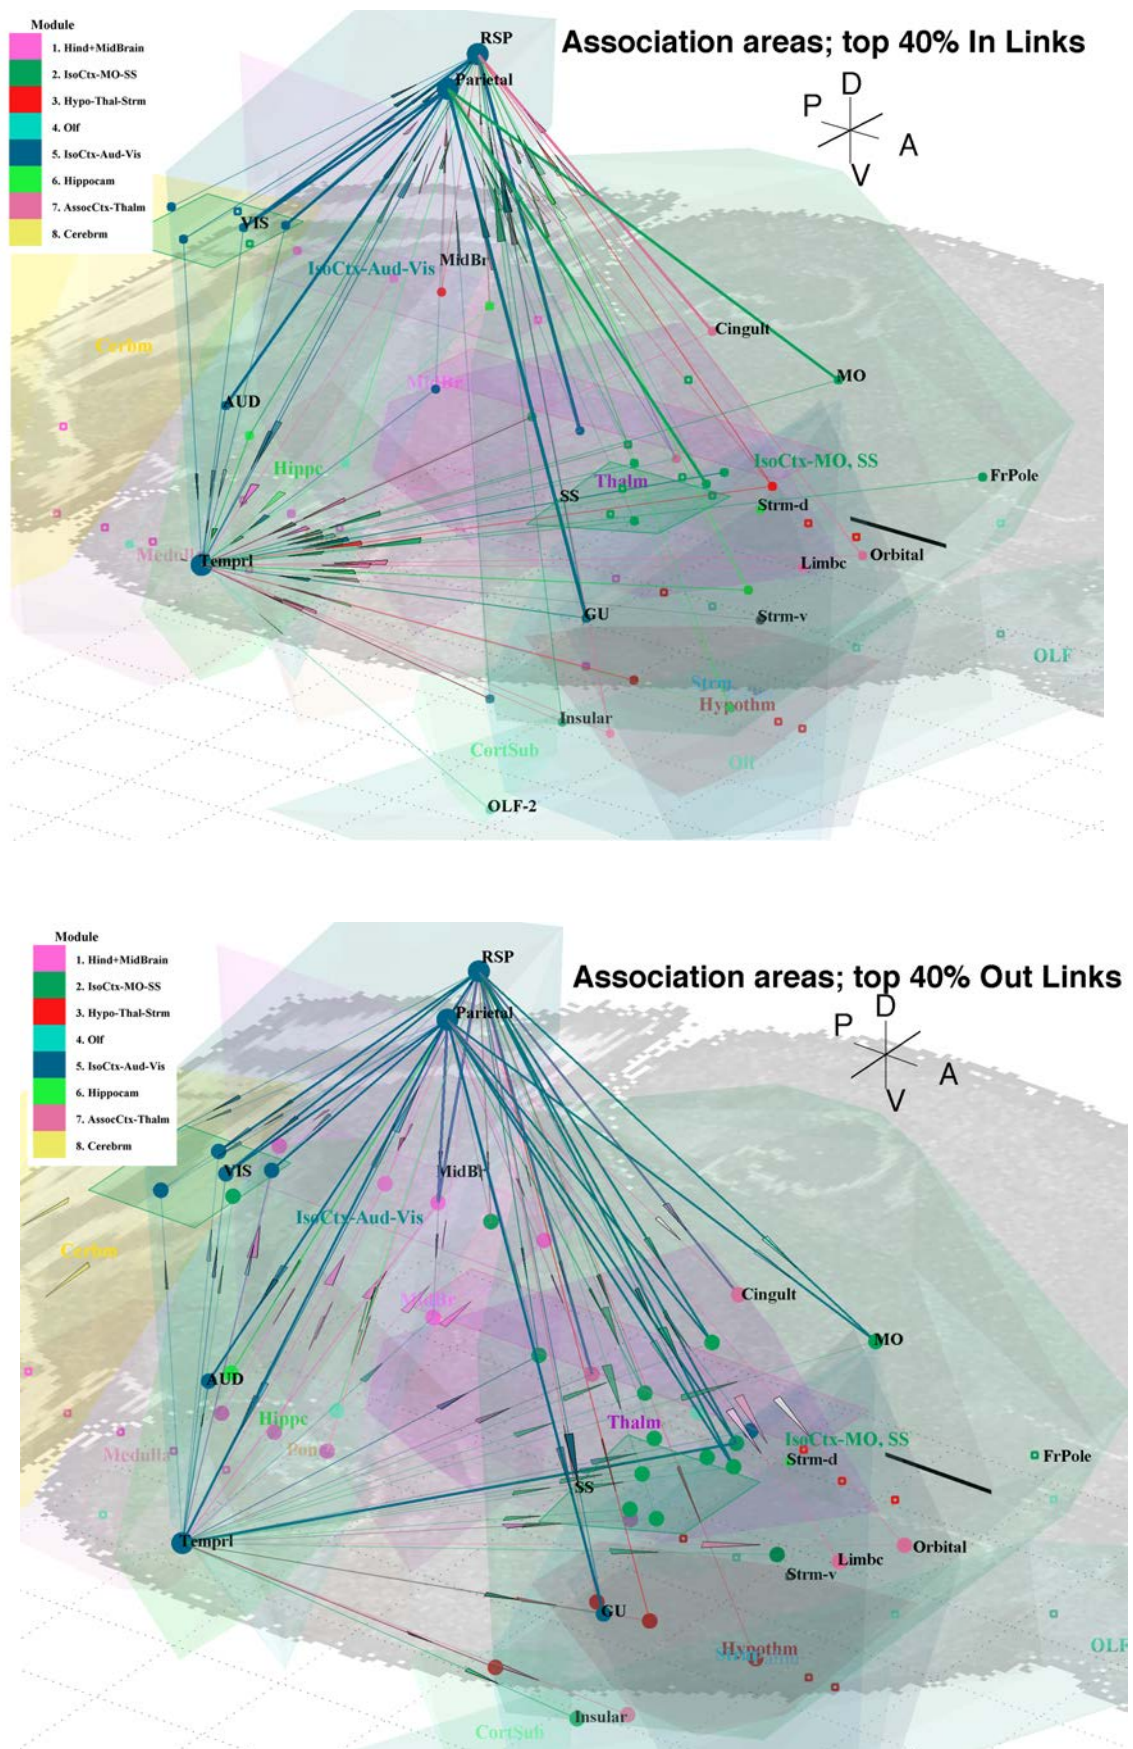 Module
1. Hind+MidBrain
2. IsoCtx-MO-SS
3. Hypo-Thal-Strm
4. Olf
5. IsoCtx-Aud-Vis
6. Hippocam
7. AssocCtx-Thalm
8. Cerebrm
RSP
Association areas; top 40% In Links
Parietal
D
P
A
V
VIS
MidBr
IsoCtx-Aud-Vis
Cingult
Cerbm
MidBr
MO
AUD
Hippc
IsoCtx-MO, SS
Thalm
FrPole
SS
Strm-d
Medulla
Temprl
Orbital
Limbc
GU
Strm-v
OLF
Strm
Hypothm
Insular
CortSub
Olf
OLF-2
Module
1. Hind+MidBrain
2. IsoCtx-MO-SS
3. Hypo-Thal-Strm
4. Olf
5. IsoCtx-Aud-Vis
6. Hippocam
7. AssocCtx-Thalm
8. Cerebrm
RSP
Association areas; top 40% Out Links
Parietal
D
P
A
V
VIS
MidBr
IsoCtx-Aud-Vis
Cerbm
Cingult
MidBr
MO
AUD
Hippc
Thalm
IsoCtx-MO, SS
Medulla
Pons
Strm-d
FrPole
SS
Temprl
Orbital
Limbc
Strm-v
GU
Hypothm
OLF
Insular
CortSub